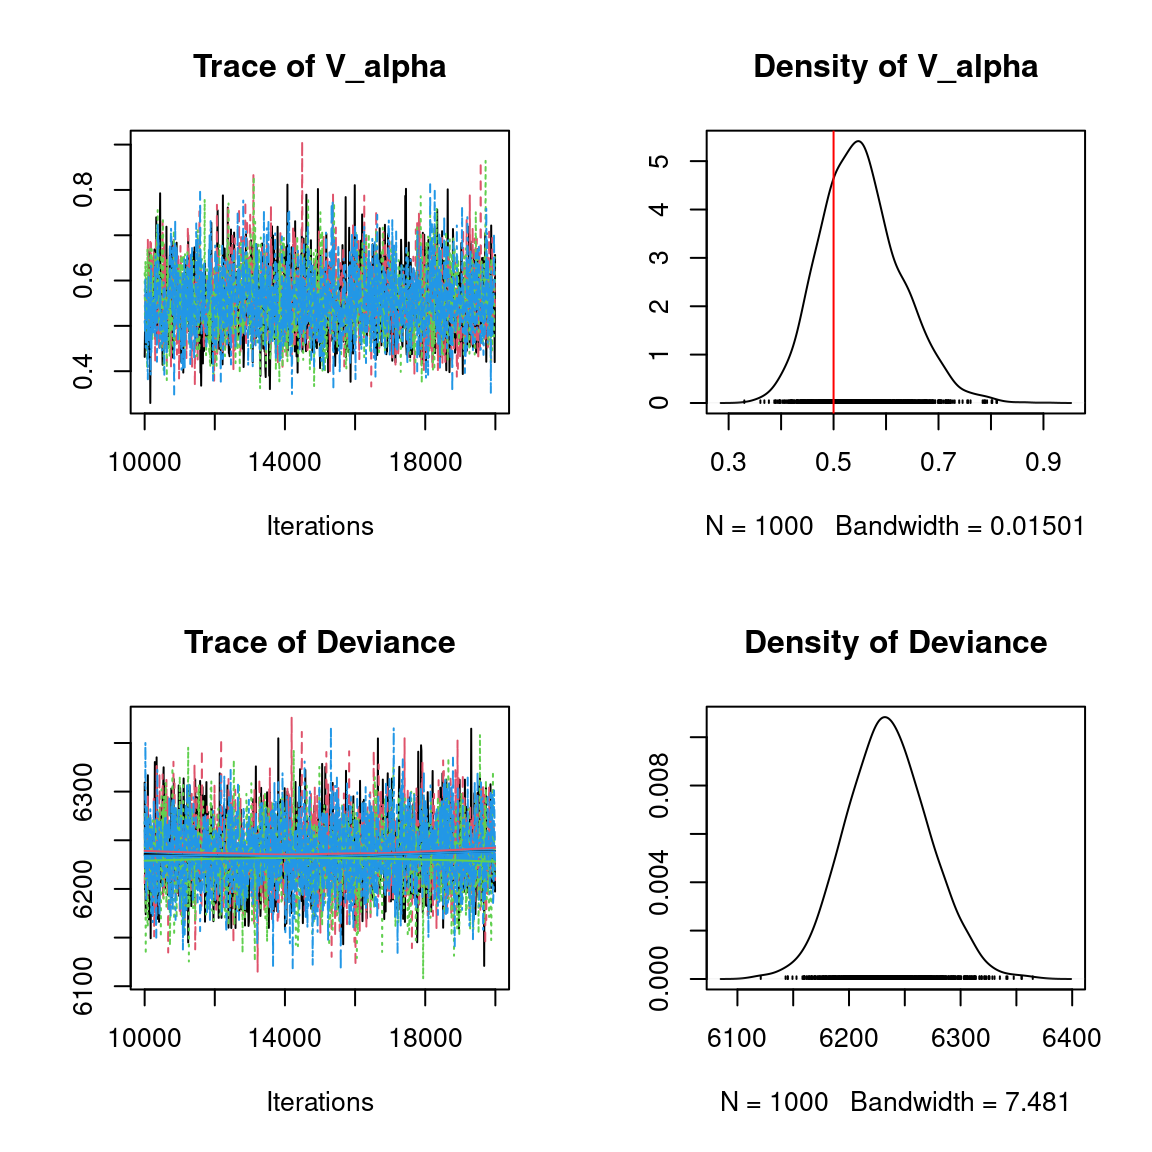 Trace of V_alpha
0.4 0.6 0.8
10000 14000 18000
Iterations
Density of V_alpha
0 1 2 3 4 5
0.3 0.5 0.7 0.9
N = 1000 Bandwidth = 0.01501
Trace of Deviance
6100 6200 6300
10000 14000 18000
Iterations
Density of Deviance
0.000 0.004 0.008
6100 6200 6300 6400
N = 1000 Bandwidth = 7.481